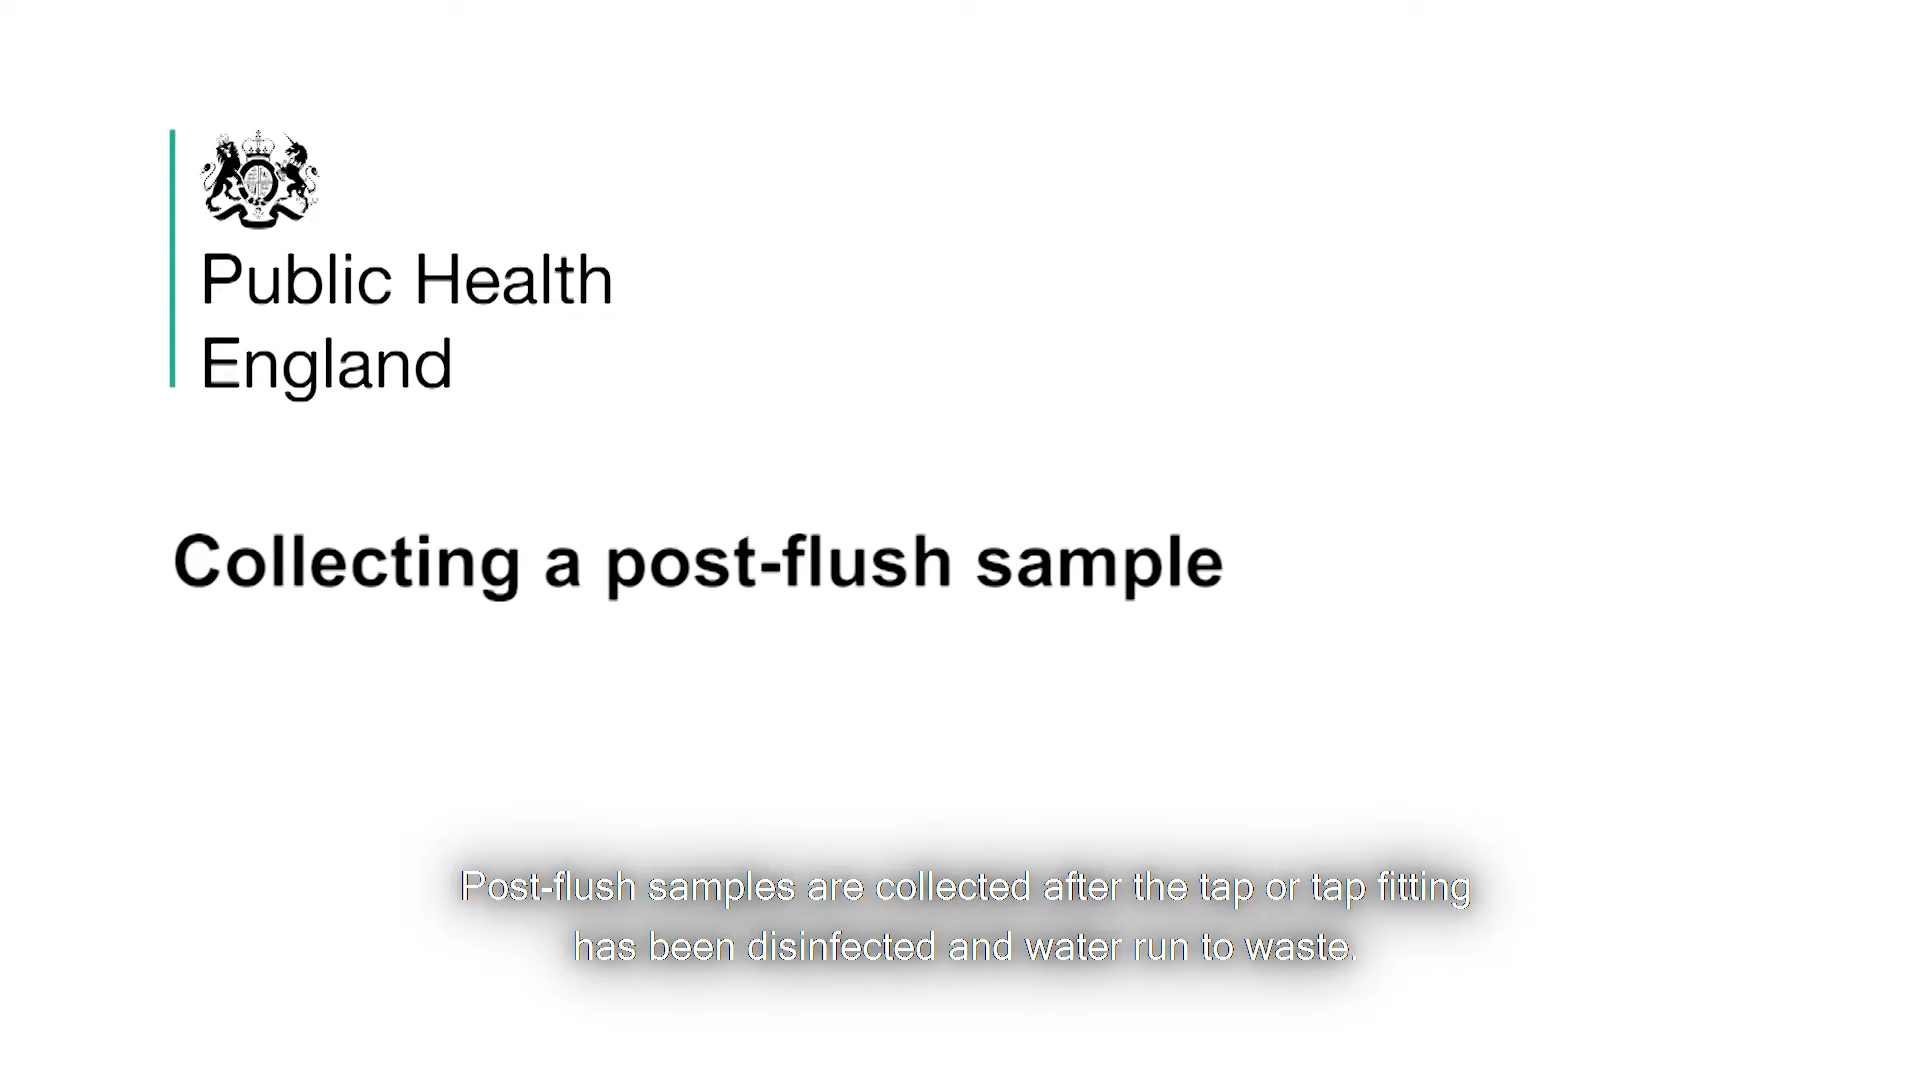 Public Health
England
Collecting a post-flush sample
Post-flush samples are collected after the tap or tap fitting
has been disinfected and water run to waste.